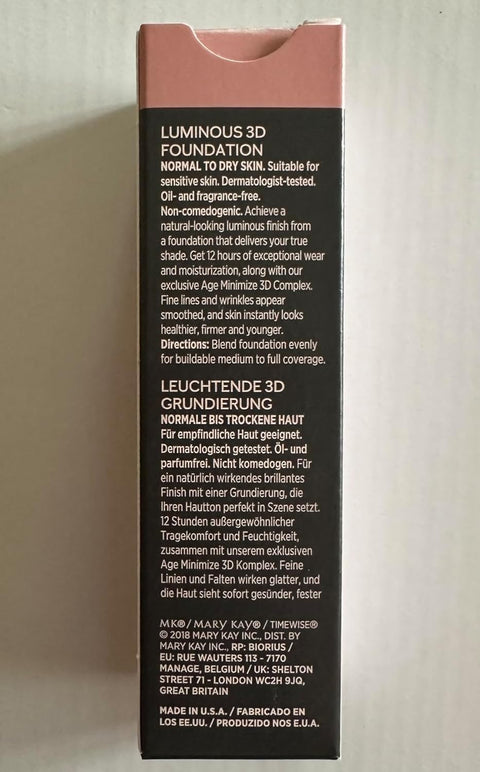 LUMINOUS 3D
FOUNDATION
NORMAL TO DRY SKIN. Suitable for
sensitive skin. Dermatologist-tested.
Oil- and fragrance-free.
Non-comedogenic. Achieve a
natural-looking luminous finish from
a foundation that delivers your true
shade. Get 12 hours of exceptional wear
and moisturization, along with our
exclusive Age Minimize 3D Complex.
Fine lines and wrinkles appear
smoothed, and skin instantly looks
healthier, firmer and younger.
Directions: Blend foundation evenly
for buildable medium to full coverage.
LEUCHTENDE 3D
GRUNDIERUNG
NORMALE BIS TROCKENE HAUT
Für empfindliche Haut geeignet.
Dermatologisch getestet. Öl- und
parfumfrei. Nicht komedogen. Für
ein natürlich wirkendes brillantes
Finish mit einer Grundierung, die
Ihren Hautton perfekt in Szene setzt.
12 Stunden außergewöhnlicher
Tragekomfort und Feuchtigkeit,
zusammen mit unserem exklusiven
Age Minimize 3D Komplex. Feine
Linien und Falten wirken glatter, und
die Haut sieht sofort gesünder, fester
MK® / MARY KAY® / TIMEWISE®
© 2018 MARY KAY INC., DIST. BY
MARY KAY INC., RP: BIORIUS /
EU: RUE WAUTERS 113 - 7170
MANAGE, BELGIUM / UK: SHELTON
STREET 71 - LONDON WC2H 9JQ,
GREAT BRITAIN
MADE IN U.S.A. / FABRICADO EN
LOS EE.UU. / PRODUZIDO NOS E.U.A.